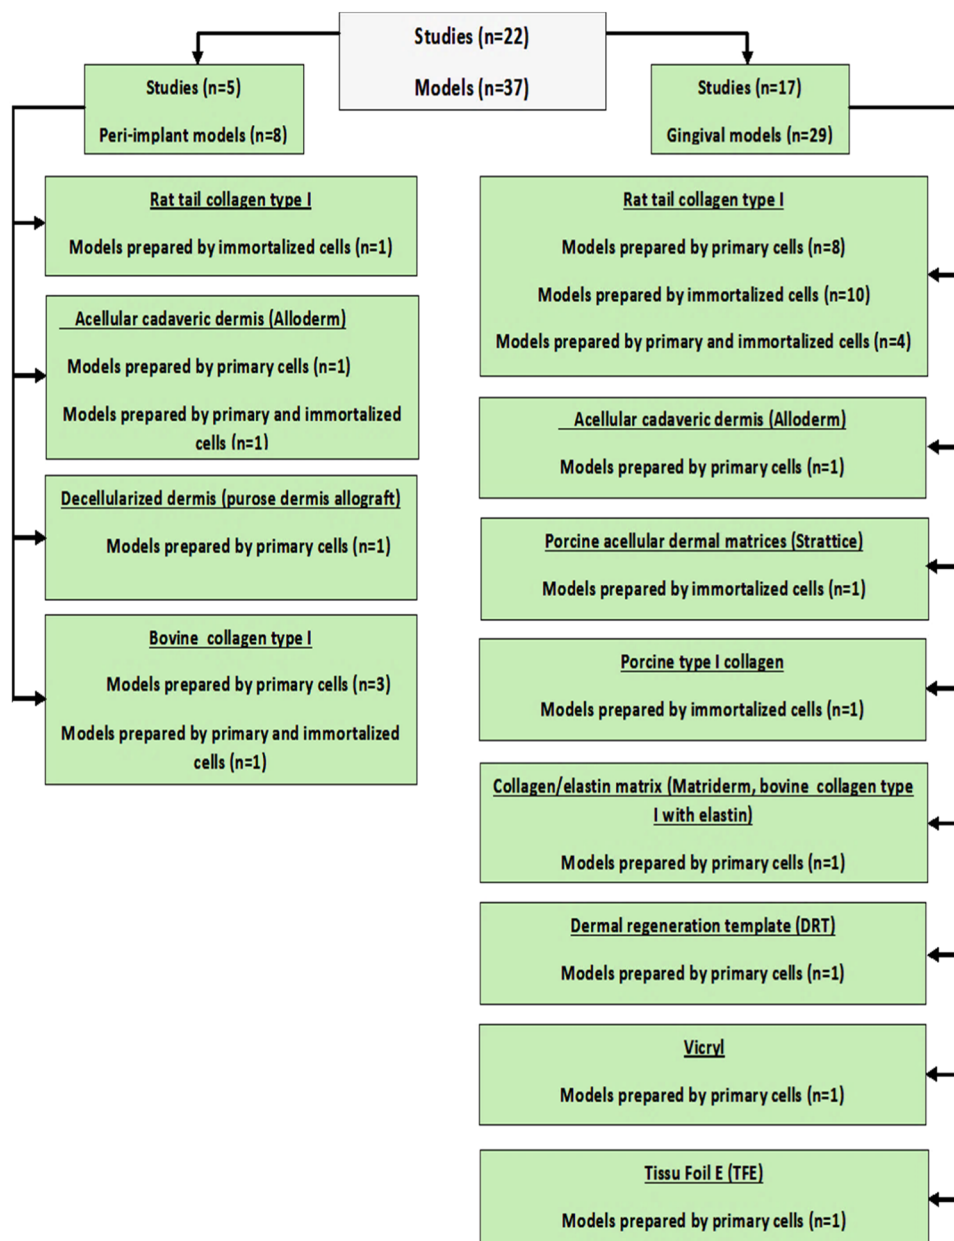 Studies (n=22)
Models (n=37)
Studies (n=5)
Peri-implant models (n=8)
Studies (n=17)
Gingival models (n=29)
Rat tail collagen type I
Models prepared by immortalized cells (n=1)
Acellular cadaveric dermis (Alloderm)
Models prepared by primary cells (n=1)
Models prepared by primary and immortalized
cells (n=1)
Decellularized dermis (purose dermis allograft)
Models prepared by primary cells (n=1)
Bovine collagen type I
Models prepared by primary cells (n=3)
Models prepared by primary and immortalized
cells (n=1)
Rat tail collagen type I
Models prepared by primary cells (n=8)
Models prepared by immortalized cells (n=10)
Models prepared by primary and immortalized cells (n=4)
Acellular cadaveric dermis (Alloderm)
Models prepared by primary cells (n=1)
Porcine acellular dermal matrices (Strattice)
Models prepared by immortalized cells (n=1)
Porcine type I collagen
Models prepared by immortalized cells (n=1)
Collagen/elastin matrix (Matriderm, bovine collagen type
I with elastin)
Models prepared by primary cells (n=1)
Dermal regeneration template (DRT)
Models prepared by primary cells (n=1)
Vicryl
Models prepared by primary cells (n=1)
Tissu Foil E (TFE)
Models prepared by primary cells (n=1)